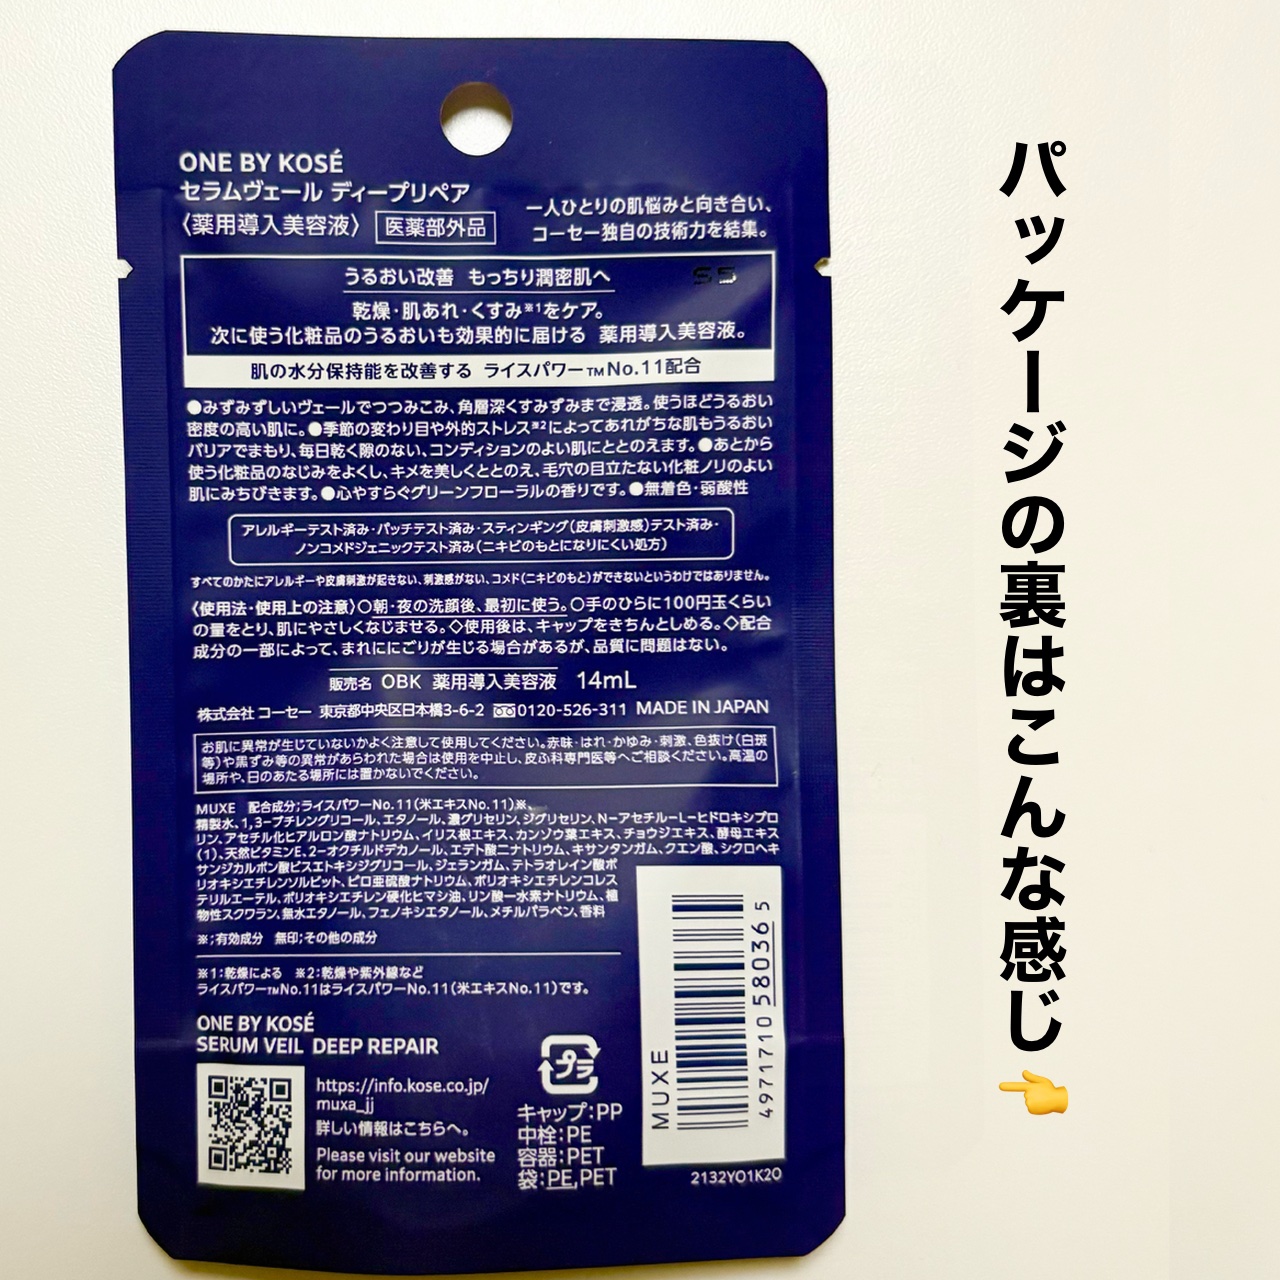 ONE BY KOSÉ
セラムヴェール ディープリペア
〈薬用導入美容液〉 医薬部外品
一人ひとりの肌悩みと向き合い、
コーセー独自の技術力を結集。
うるおい改善 もっちり潤密肌へ
乾燥・肌あれ・くすみ※1をケア。
次に使う化粧品のうるおいも効果的に届ける 薬用導入美容液。
肌の水分保持能を改善する ライスパワー™No.11配合
●みずみずしいヴェールでつつみこみ、角層深くすみずみまで浸透。使うほどうるおい
密度の高い肌に。●季節の変わり目や外的ストレス※2によってあれがちな肌もうるおい
バリアでまもり、毎日乾く隙のない、コンディションのよい肌にととのえます。●あとから
使う化粧品のなじみをよくし、キメを美しくととのえ、毛穴の目立たない化粧ノリのよい
肌にみちびきます。●心やすらぐグリーンフローラルの香りです。●無着色・弱酸性
アレルギーテスト済み・パッチテスト済み・スティンギング(皮膚刺激感)テスト済み・
ノンコメドジェニックテスト済み(ニキビのもとになりにくい処方)
すべてのかたにアレルギーや皮膚刺激が起きない、刺激感がない、コメド(ニキビのもと)ができないというわけではありません。
〈使用法・使用上の注意〉○朝・夜の洗顔後、最初に使う。○手のひらに100円玉くらい
の量をとり、肌にやさしくなじませる。◇使用後は、キャップをきちんとしめる。◇配合
成分の一部によって、まれににごりが生じる場合があるが、品質に問題はない。
販売名 OBK 薬用導入美容液 14mL
株式会社 コーセー 東京都中央区日本橋3-6-2 0120-526-311 MADE IN JAPAN
お肌に異常が生じていないかよく注意して使用してください。赤味・はれ・かゆみ・刺激、色抜け(白斑
等)や黒ずみ等の異常があらわれた場合は使用を中止し、皮ふ科専門医等へご相談ください。高温の
場所や、日のあたる場所には置かないでください。
MUXE 配合成分;ライスパワーNo.11(米エキスNo.11)※、
精製水、1,3-ブチレングリコール、エタノール、濃グリセリン、ジグリセリン、N-アセチル-L-ヒドロキシプロ
リン、アセチル化ヒアルロン酸ナトリウム、イリス根エキス、カンゾウ葉エキス、チョウジエキス、酵母エキス
(1)、天然ビタミンE、2-オクチルドデカノール、エデト酸二ナトリウム、キサンタンガム、クエン酸、シクロヘキ
サンジカルボン酸ビスエトキシジグリコール、ジェランガム、テトラオレイン酸ポ
リオキシエチレンソルビット、ピロ亜硫酸ナトリウム、ポリオキシエチレンコレス
テリルエーテル、ポリオキシエチレン硬化ヒマシ油、リン酸一水素ナトリウム、植
物性スクワラン、無水エタノール、フェノキシエタノール、メチルパラベン、香料
※;有効成分 無印;その他の成分
※1:乾燥による ※2:乾燥や紫外線など
ライスパワー™No.11はライスパワーNo.11(米エキスNo.11)です。
ONE BY KOSÉ
SERUM VEIL DEEP REPAIR
https://info.kose.co.jp/
muxa_jj
詳しい情報はこちらへ。
Please visit our website
for more information.
プラ
キャップ:PP
中栓:PE
容器:PET
袋:PE,PET
MUXE
4971710 580365
2132YO1K2O
パッケージの裏はこんな感じ👈